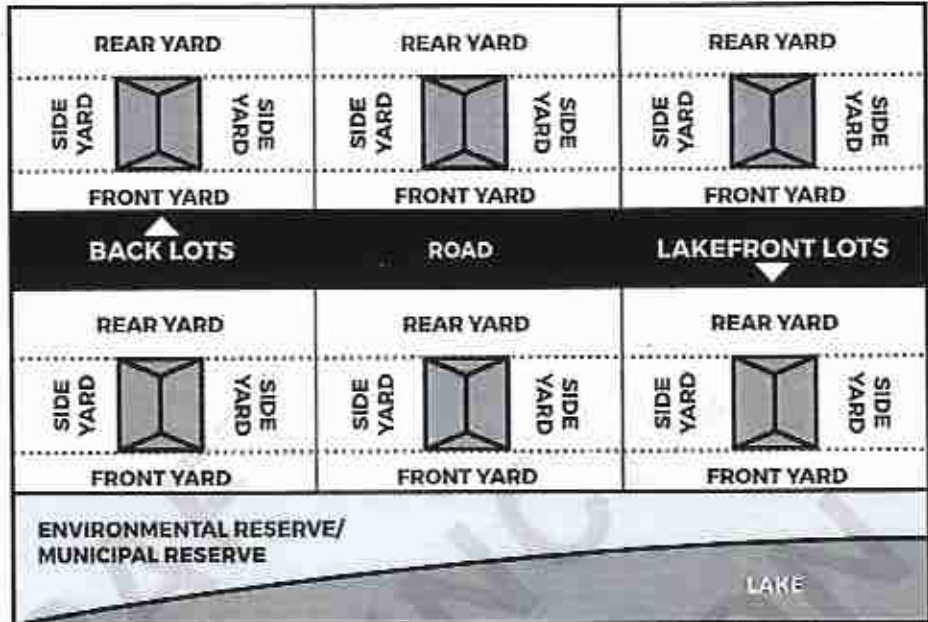 REAR YARD REAR YARD REAR YARD
SIDE YARD SIDE YARD SIDE YARD SIDE YARD SIDE YARD SIDE YARD
FRONT YARD FRONT YARD FRONT YARD
BACK LOTS ROAD LAKEFRONT LOTS
REAR YARD REAR YARD REAR YARD
SIDE YARD SIDE YARD SIDE YARD SIDE YARD SIDE YARD SIDE YARD
FRONT YARD FRONT YARD FRONT YARD
ENVIRONMENTAL RESERVE/
MUNICIPAL RESERVE
LAKE